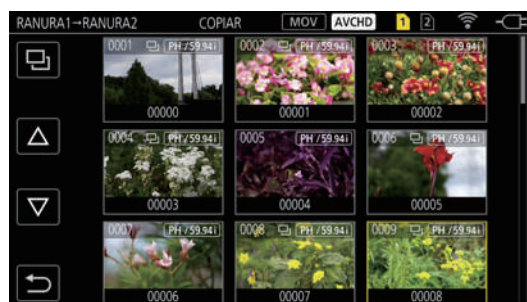 RANURA1→RANURA2 COPIAR MOV AVCHD 1 2
0001 PH /59.94i 0002 PH /59.94i 0003 PH /59.94i
00000 00001 00002
0004 PH /59.94i 0005 PH /59.94i 0006 PH /59.94i
00003 00004 00005
0007 PH /59.94i 0008 PH /59.94i 0009 PH /59.94i
00006 00007 00008